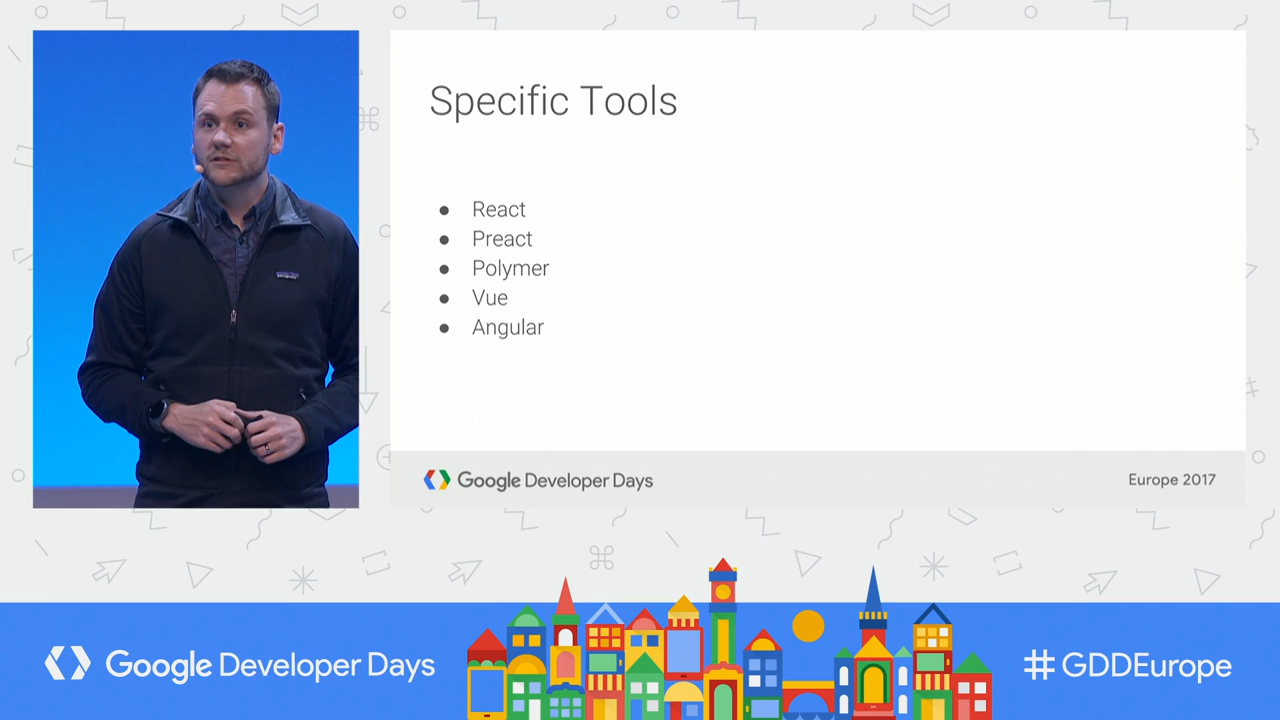 Specific Tools
● React
● Preact
● Polymer
● Vue
● Angular
Google Developer Days
Europe 2017
Google Developer Days
#GDDEurope